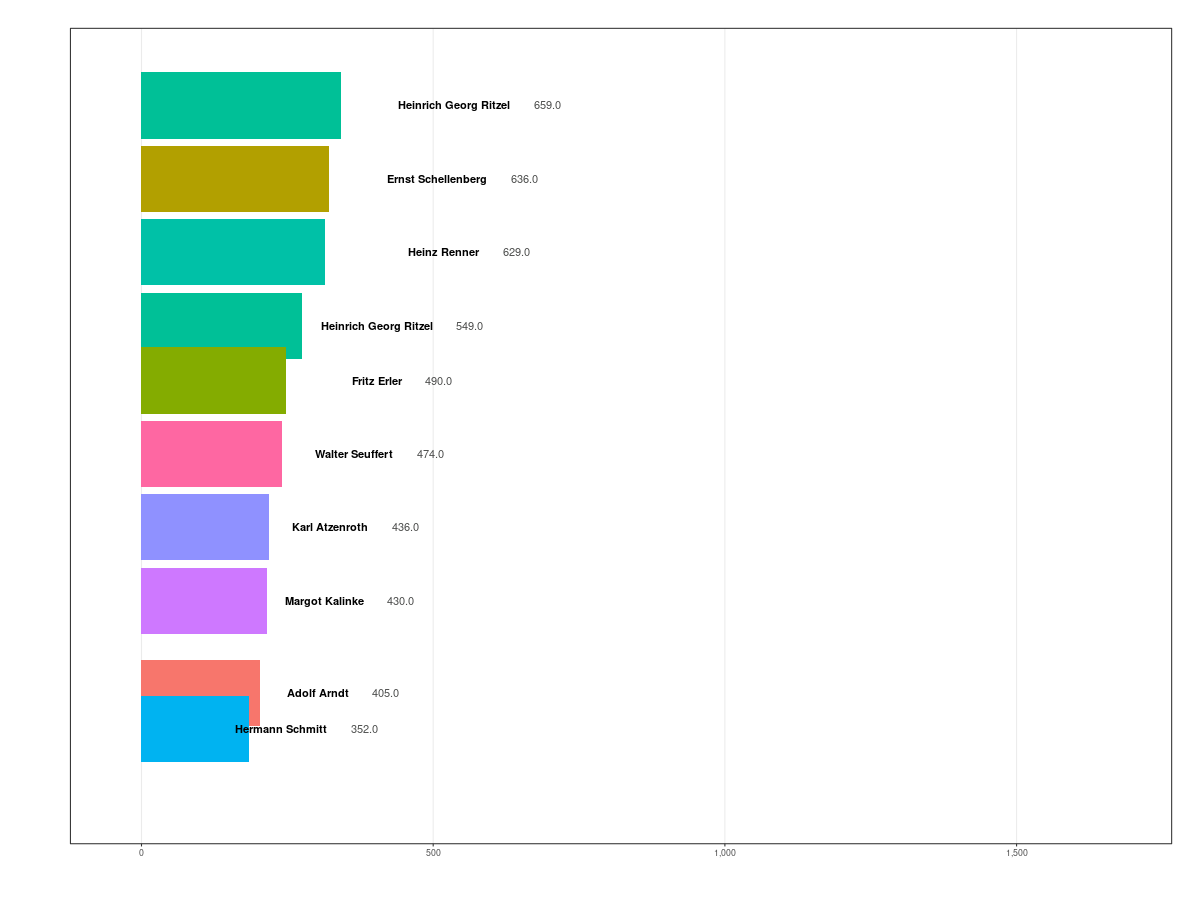 Heinrich Georg Ritzel 659.0
Ernst Schellenberg 636.0
Heinz Renner 629.0
Heinrich Georg Ritzel 549.0
Fritz Erler 490.0
Walter Seuffert 474.0
Karl Atzenroth 436.0
Margot Kalinke 430.0
Adolf Arndt 405.0
Hermann Schmitt 352.0
0 500 1,000 1,500